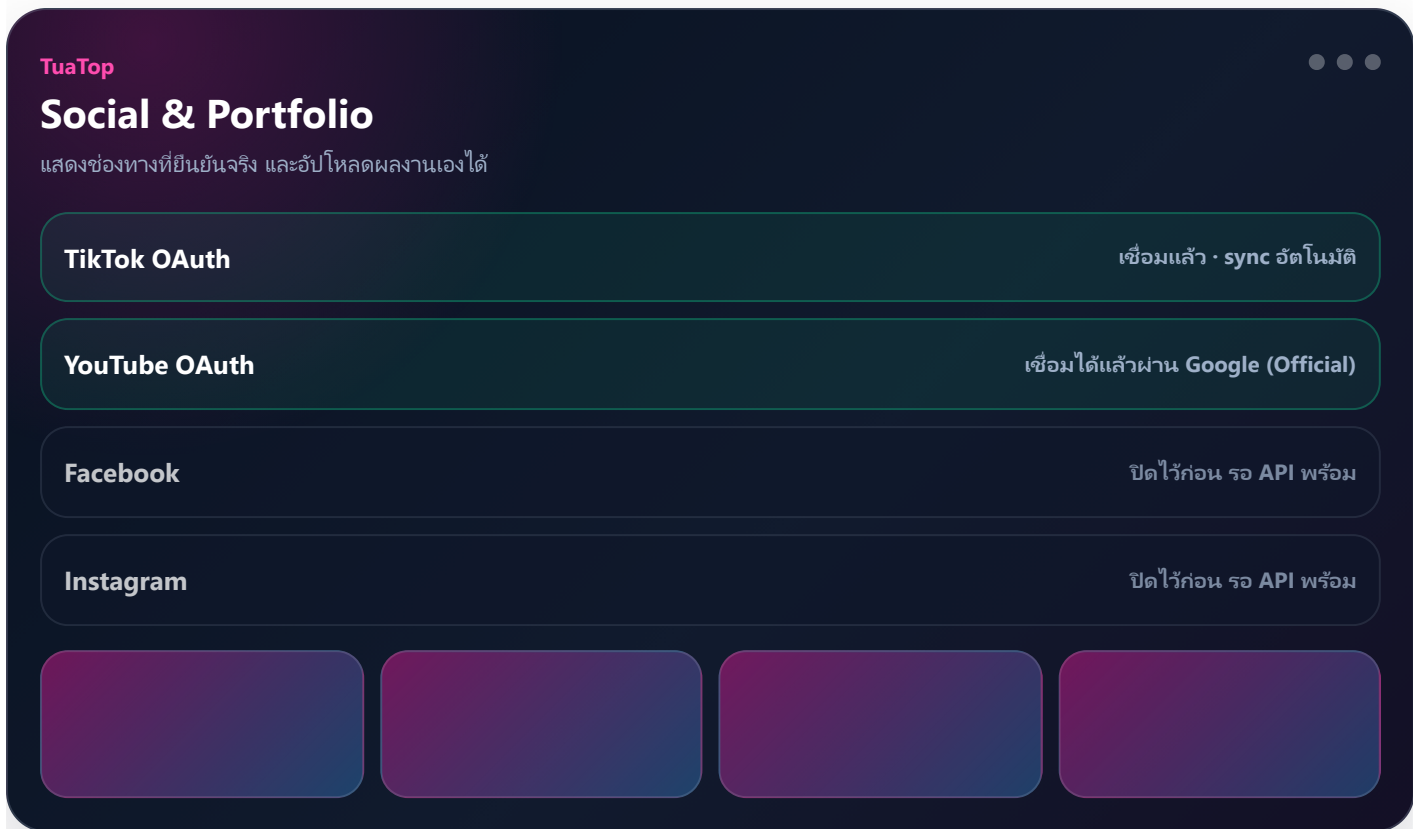 TuaTop
Social & Portfolio
แสดงช่องทางที่ยืนยันจริง และอัปโหลดผลงานเองได้
TikTok OAuth
เชื่อมแล้ว · sync อัตโนมัติ
YouTube OAuth
เชื่อมได้แล้วผ่าน Google (Official)
Facebook
ปิดไว้ก่อน รอ API พร้อม
Instagram
ปิดไว้ก่อน รอ API พร้อม